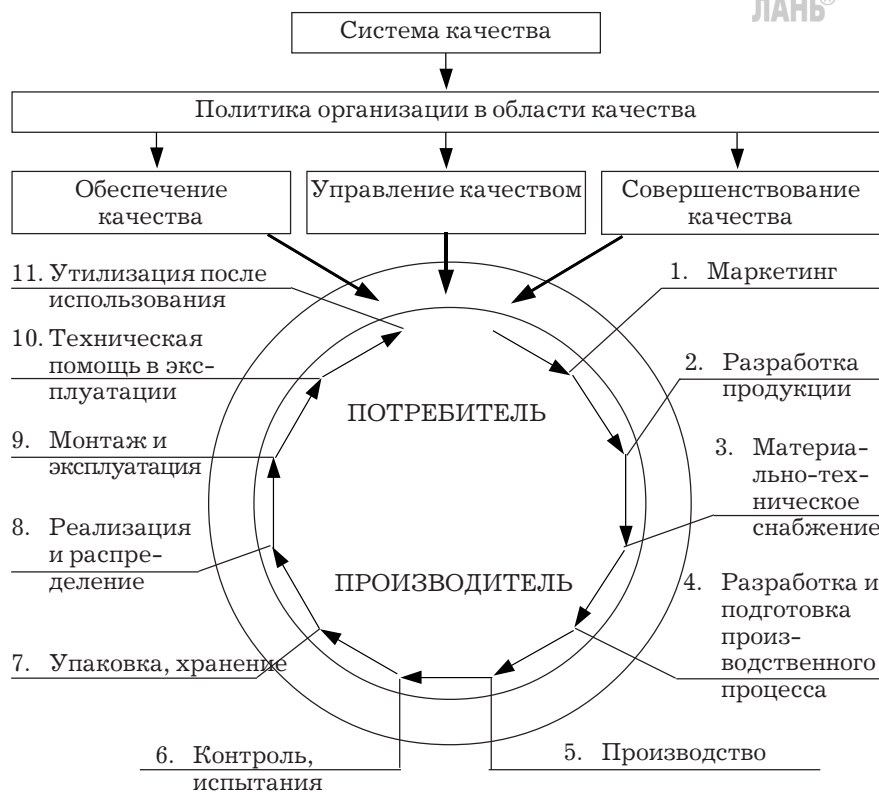 ЛАНЬ®
Система качества
Политика организации в области качества
Обеспечение
качества
Управление качеством
Совершенствование
качества
11. Утилизация после
использования
1. Маркетинг
10. Техническая
помощь в экс-
плуатации
2. Разработка
продукции
ПОТРЕБИТЕЛЬ
9. Монтаж и
эксплуатация
3. Материа-
льно-тех-
ническое
снабжение
8. Реализация
и распре-
деление
ПРОИЗВОДИТЕЛЬ
4. Разработка и
подготовка
произ-
водственного
процесса
7. Упаковка, хранение
6. Контроль,
испытания
5. Производство